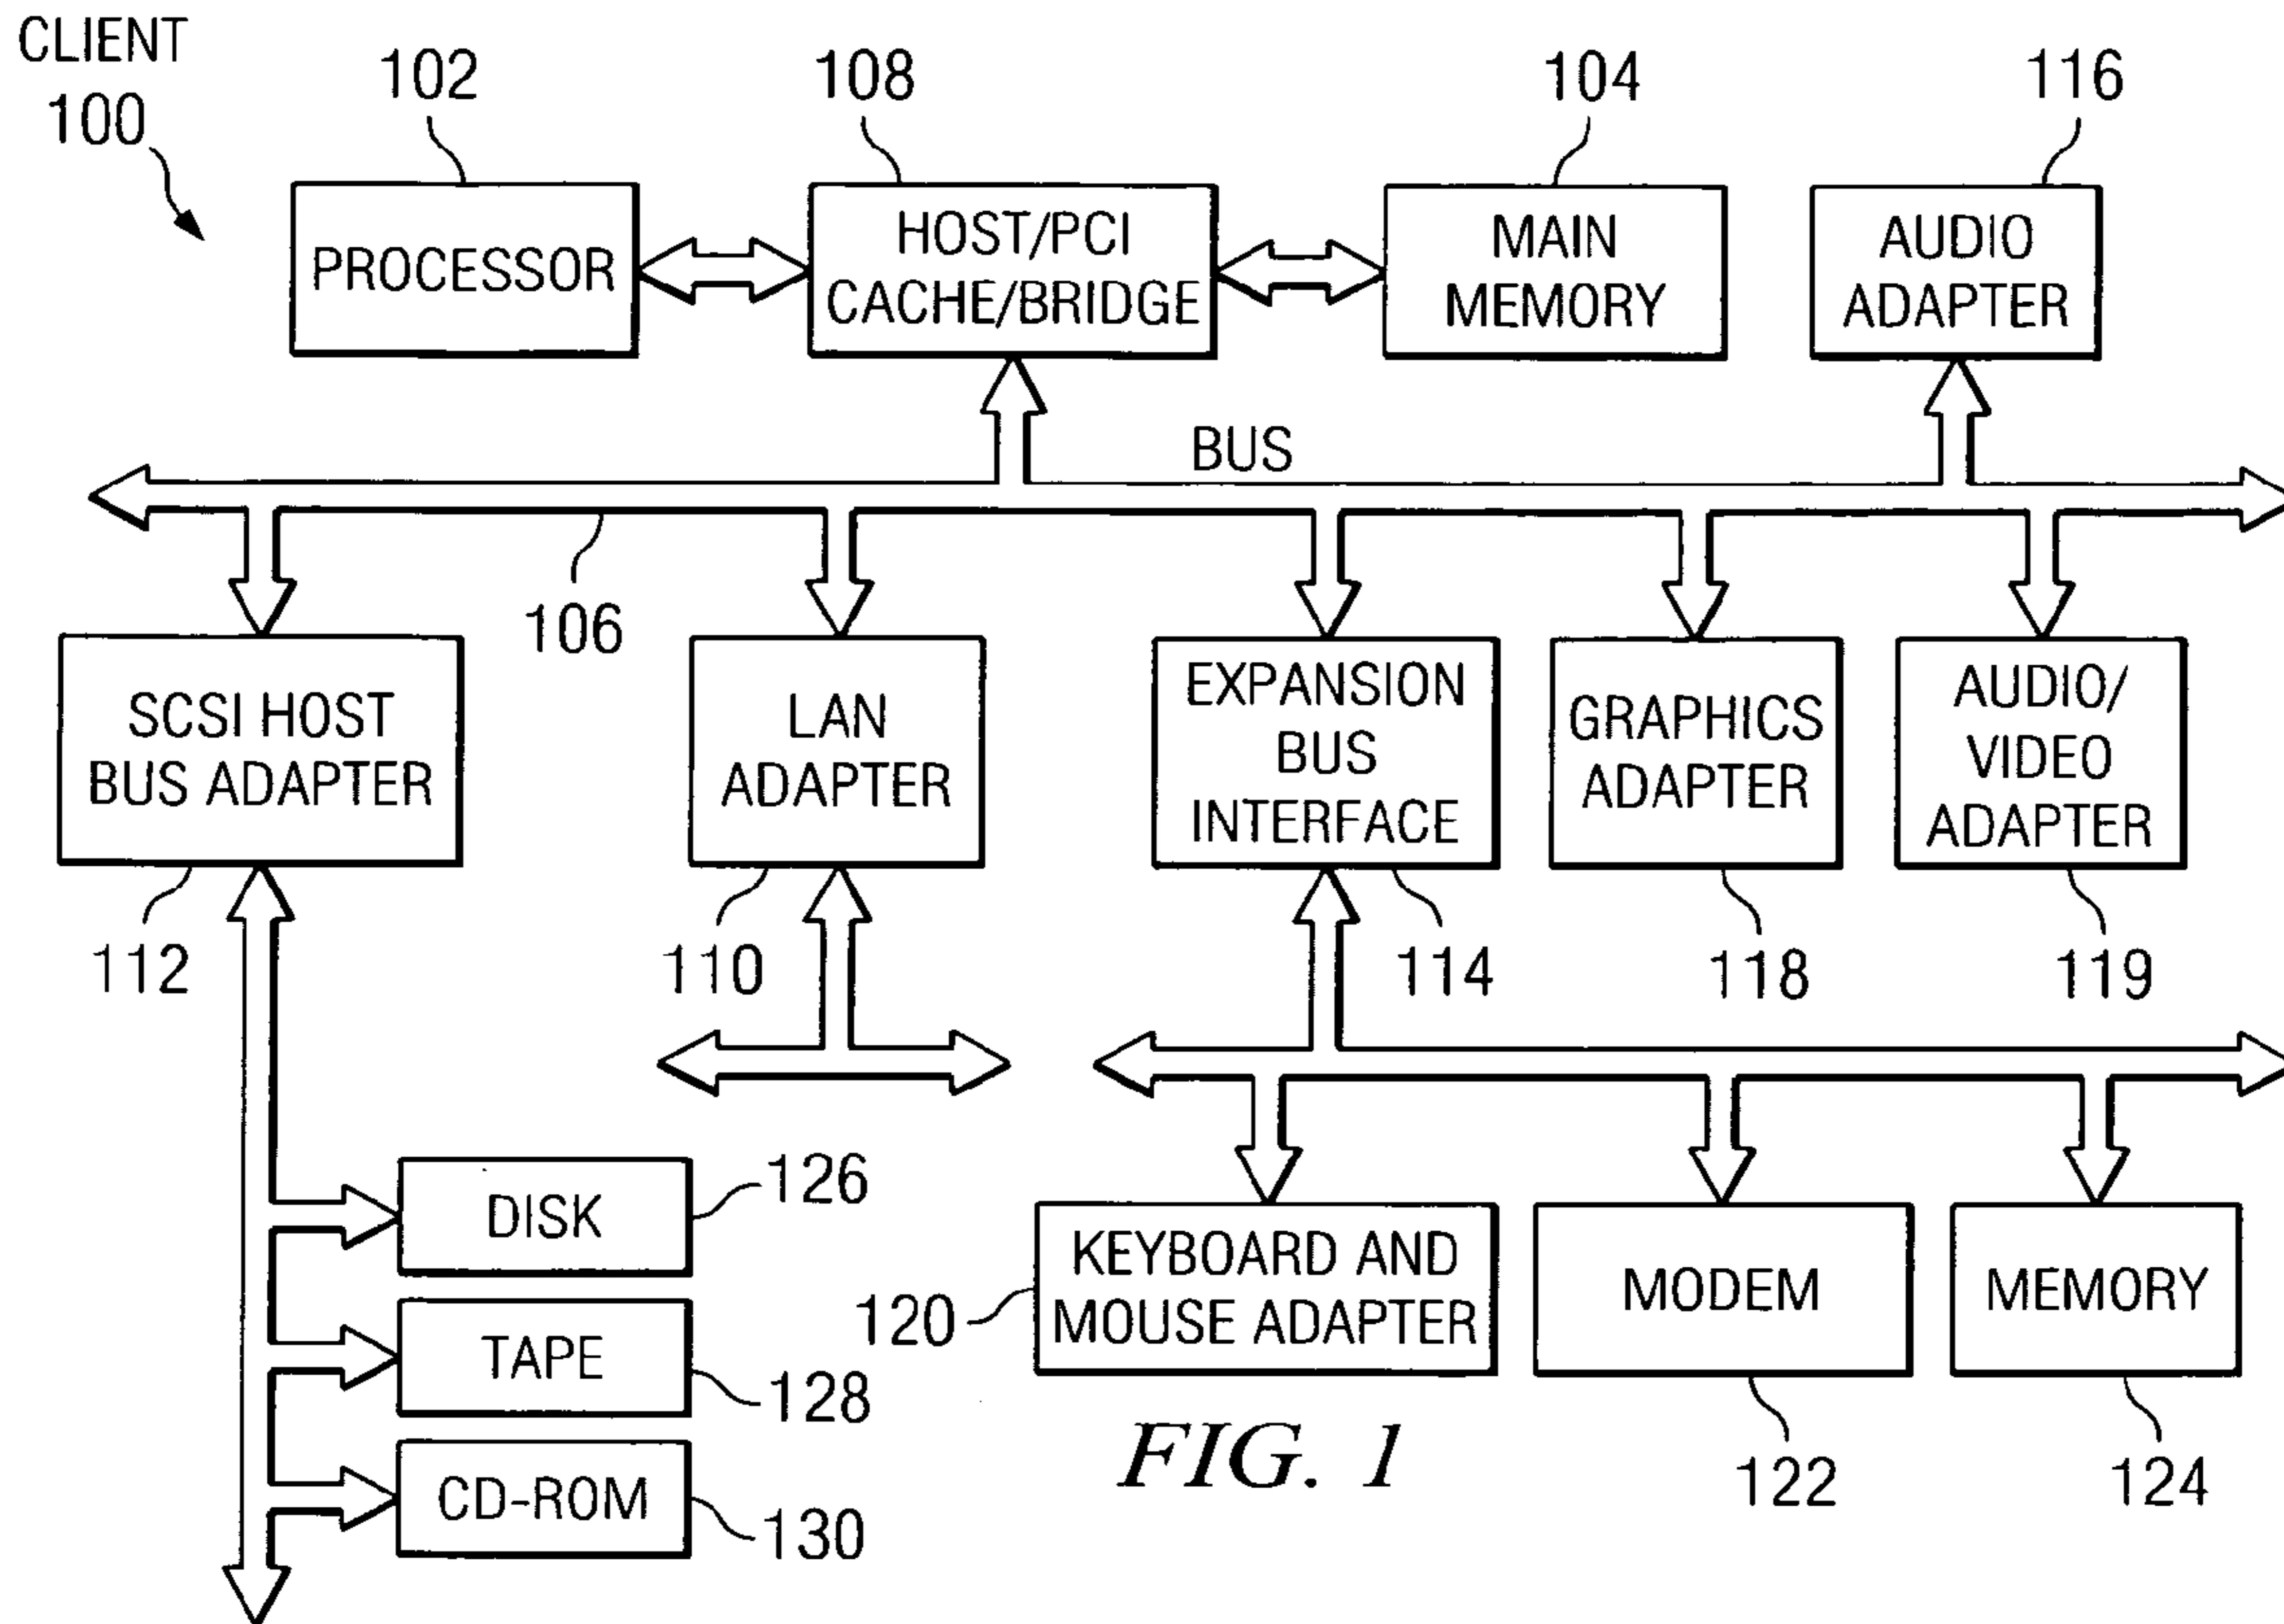 CLIENT
100
102
108
104
116
PROCESSOR
HOST/PCI
CACHE/BRIDGE
MAIN
MEMORY
AUDIO
ADAPTER
BUS
106
SCSI HOST
BUS ADAPTER
LAN
ADAPTER
EXPANSION
BUS
INTERFACE
GRAPHICS
ADAPTER
AUDIO/
VIDEO
ADAPTER
112
110
114
118
119
DISK
126
TAPE
128
CD-ROM
130
120
KEYBOARD AND
MOUSE ADAPTER
MODEM
MEMORY
122
124
FIG. 1